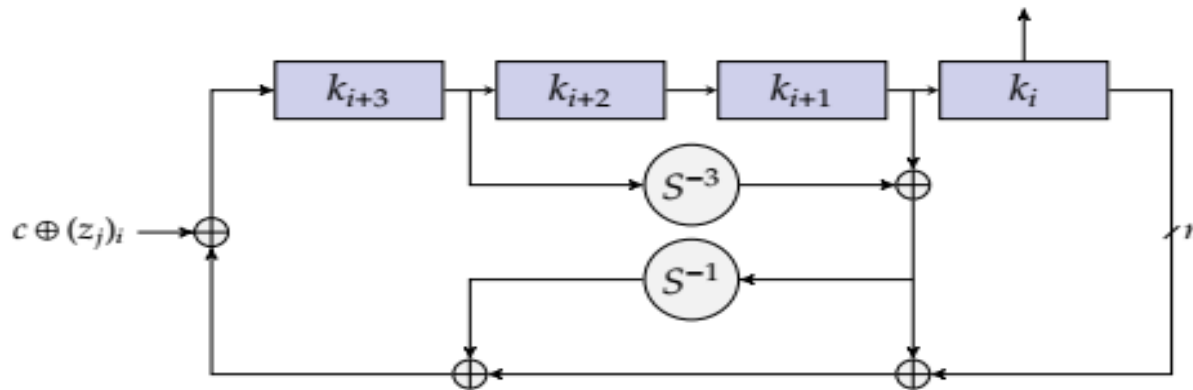 k_{i+3} k_{i+2} k_{i+1} k_i
S^{-3}
c ⊕ (z_j)_i
S^{-1}